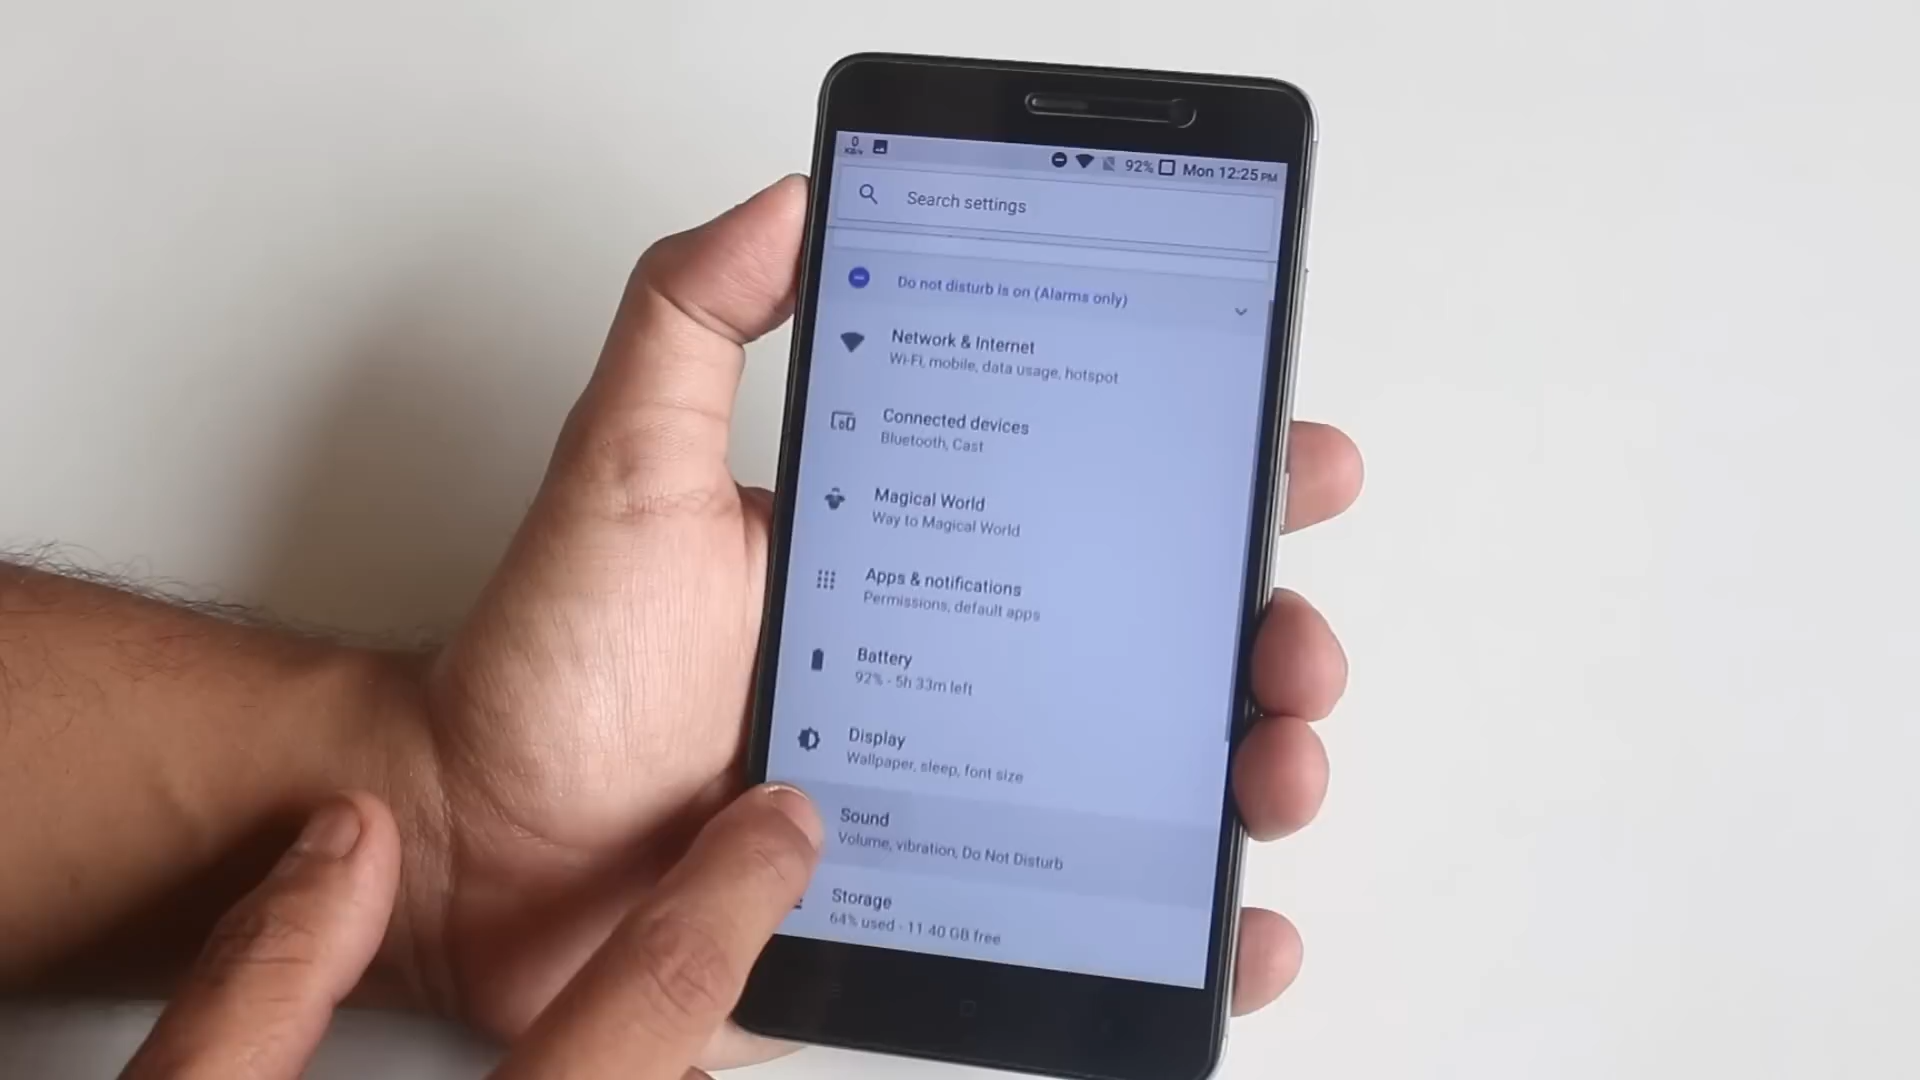 0
KB/s
92% Mon 12:25 PM
Search settings
Do not disturb is on (Alarms only)
Network & Internet
Wi-Fi, mobile, data usage, hotspot
Connected devices
Bluetooth, Cast
Magical World
Way to Magical World
Apps & notifications
Permissions, default apps
Battery
92% - 5h 33m left
Display
Wallpaper, sleep, font size
Sound
Volume, vibration, Do Not Disturb
Storage
64% used - 11.40 GB free